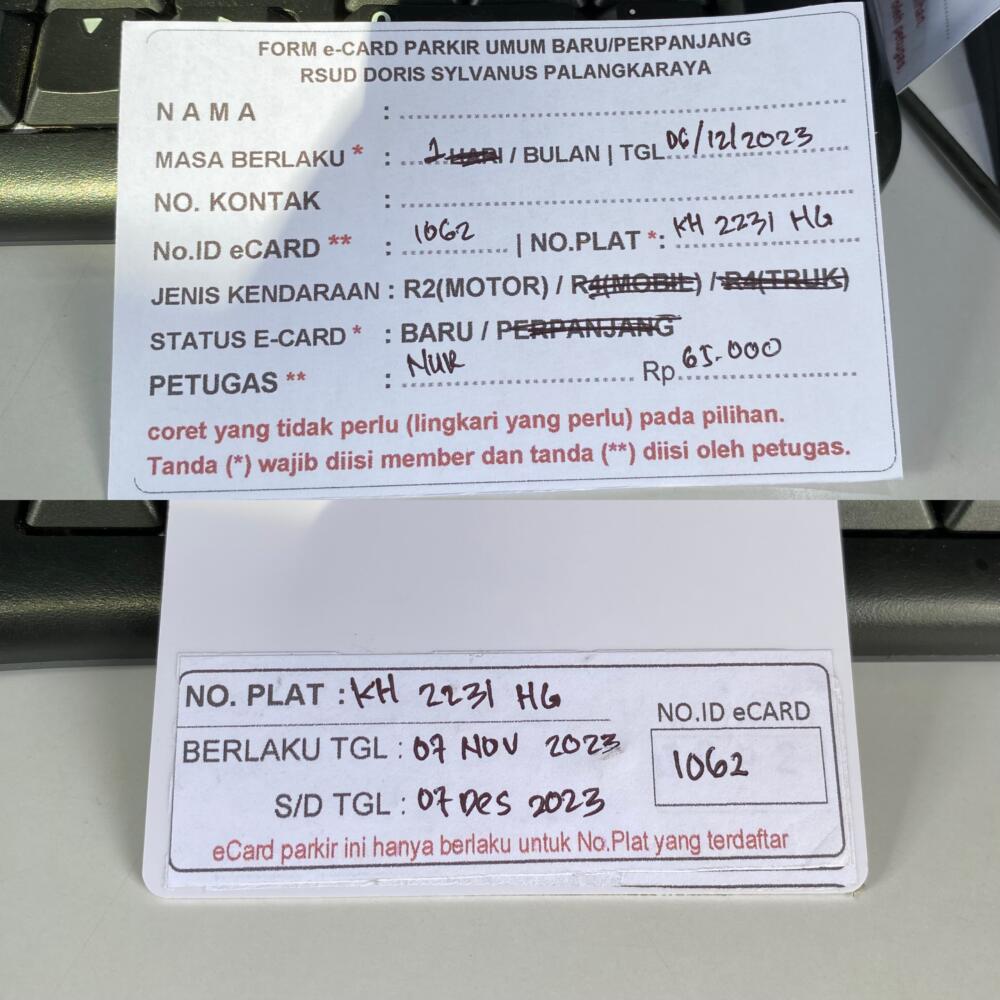 FORM e-CARD PARKIR UMUM BARU/PERPANJANG
RSUD DORIS SYLVANUS PALANGKARAYA
NAMA :
MASA BERLAKU * : 1 HARI / BULAN | TGL 06/12/2023
NO. KONTAK :
No.ID eCARD ** : 1062 | NO.PLAT *: KH 2231 HG
JENIS KENDARAAN : R2(MOTOR) / R4(MOBIL) / R4(TRUK)
STATUS E-CARD * : BARU / PERPANJANG
PETUGAS ** : NUR Rp 65.000
coret yang tidak perlu (lingkari yang perlu) pada pilihan.
Tanda (*) wajib diisi member dan tanda (**) diisi oleh petugas.
oleh petugas.
NO. PLAT : KH 2231 HG
NO.ID eCARD
1062
BERLAKU TGL : 07 NOV 2023
S/D TGL : 07 DES 2023
eCard parkir ini hanya berlaku untuk No.Plat yang terdaftar